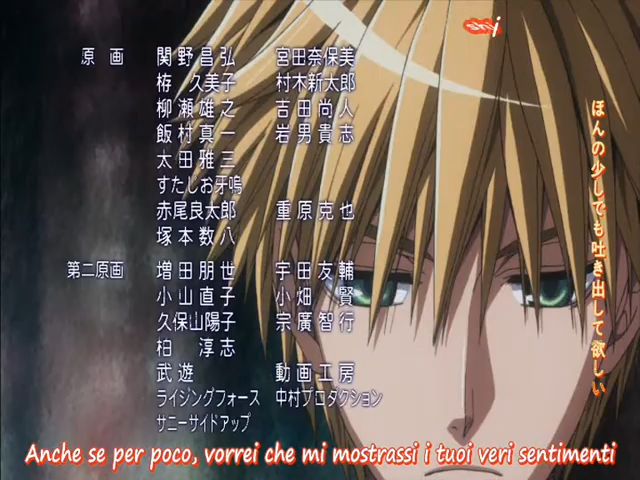 shi
原画 関野昌弘 宮田奈保美
栫久美子 村木新太郎
柳瀬雄之 吉田尚人
飯村真一 岩男貴志
太田雅三
すたしお牙鳴
赤尾良太郎 重原克也
塚本数八
第二原画 増田朋世 宇田友輔
小山直子 小畑賢
久保山陽子 宗廣智行
柏淳志
武遊 動画工房
ライジングフォース 中村プロダクション
サニーサイドアップ
ほんの少しでも吐き出して欲しい
Anche se per poco, vorrei che mi mostrassi i tuoi veri sentimenti